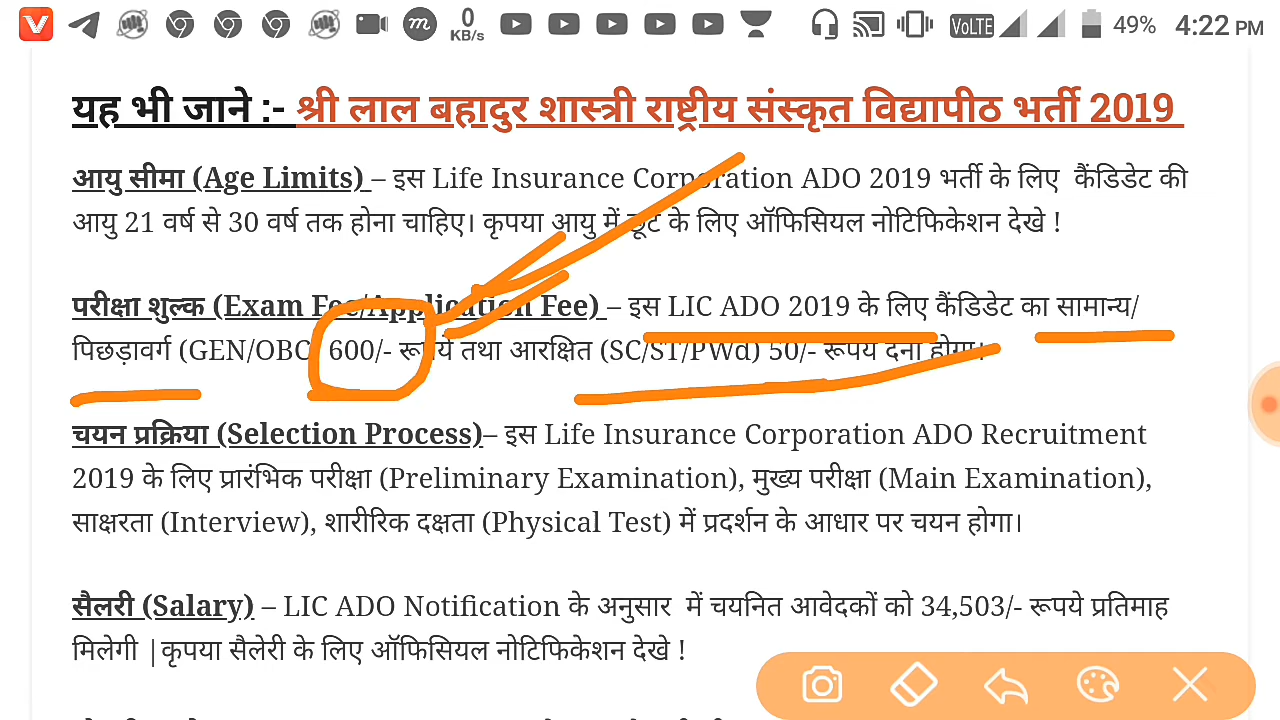 0
KB/s
VoLTE
49%
4:22 PM
यह भी जाने :- श्री लाल बहादुर शास्त्री राष्ट्रीय संस्कृत विद्यापीठ भर्ती 2019
आयु सीमा (Age Limits) – इस Life Insurance Corporation ADO 2019 भर्ती के लिए कैंडिडेट की
आयु 21 वर्ष से 30 वर्ष तक होना चाहिए। कृपया आयु में छूट के लिए ऑफिसियल नोटिफिकेशन देखे !
परीक्षा शुल्क (Exam Fee/Application Fee) – इस LIC ADO 2019 के लिए कैंडिडेट का सामान्य/
पिछड़ावर्ग (GEN/OBC) 600/- रूपये तथा आरक्षित (SC/ST/PWd) 50/- रूपये देना होगा।
चयन प्रक्रिया (Selection Process)– इस Life Insurance Corporation ADO Recruitment
2019 के लिए प्रारंभिक परीक्षा (Preliminary Examination), मुख्य परीक्षा (Main Examination),
साक्षरता (Interview), शारीरिक दक्षता (Physical Test) में प्रदर्शन के आधार पर चयन होगा।
सैलरी (Salary) – LIC ADO Notification के अनुसार में चयनित आवेदकों को 34,503/- रूपये प्रतिमाह
मिलेगी |कृपया सैलेरी के लिए ऑफिसियल नोटिफिकेशन देखे !